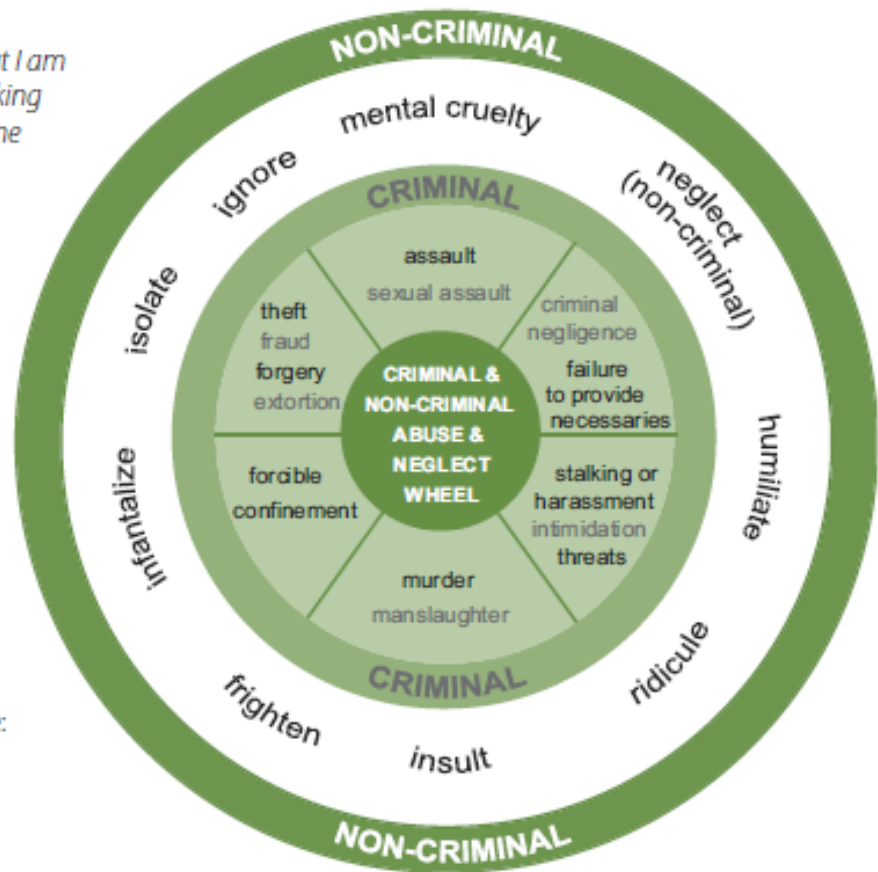 t I am
king
ne
NON-CRIMINAL
mental cruelty
neglect
(non-criminal)
humiliate
ridicule
insult
frighten
infantalize
isolate
ignore
CRIMINAL
assault
sexual assault
criminal
negligence
failure
to provide
necessaries
stalking or
harassment
intimidation
threats
murder
manslaughter
forcible
confinement
theft
fraud
forgery
extortion
CRIMINAL &
NON-CRIMINAL
ABUSE &
NEGLECT
WHEEL
CRIMINAL
NON-CRIMINAL